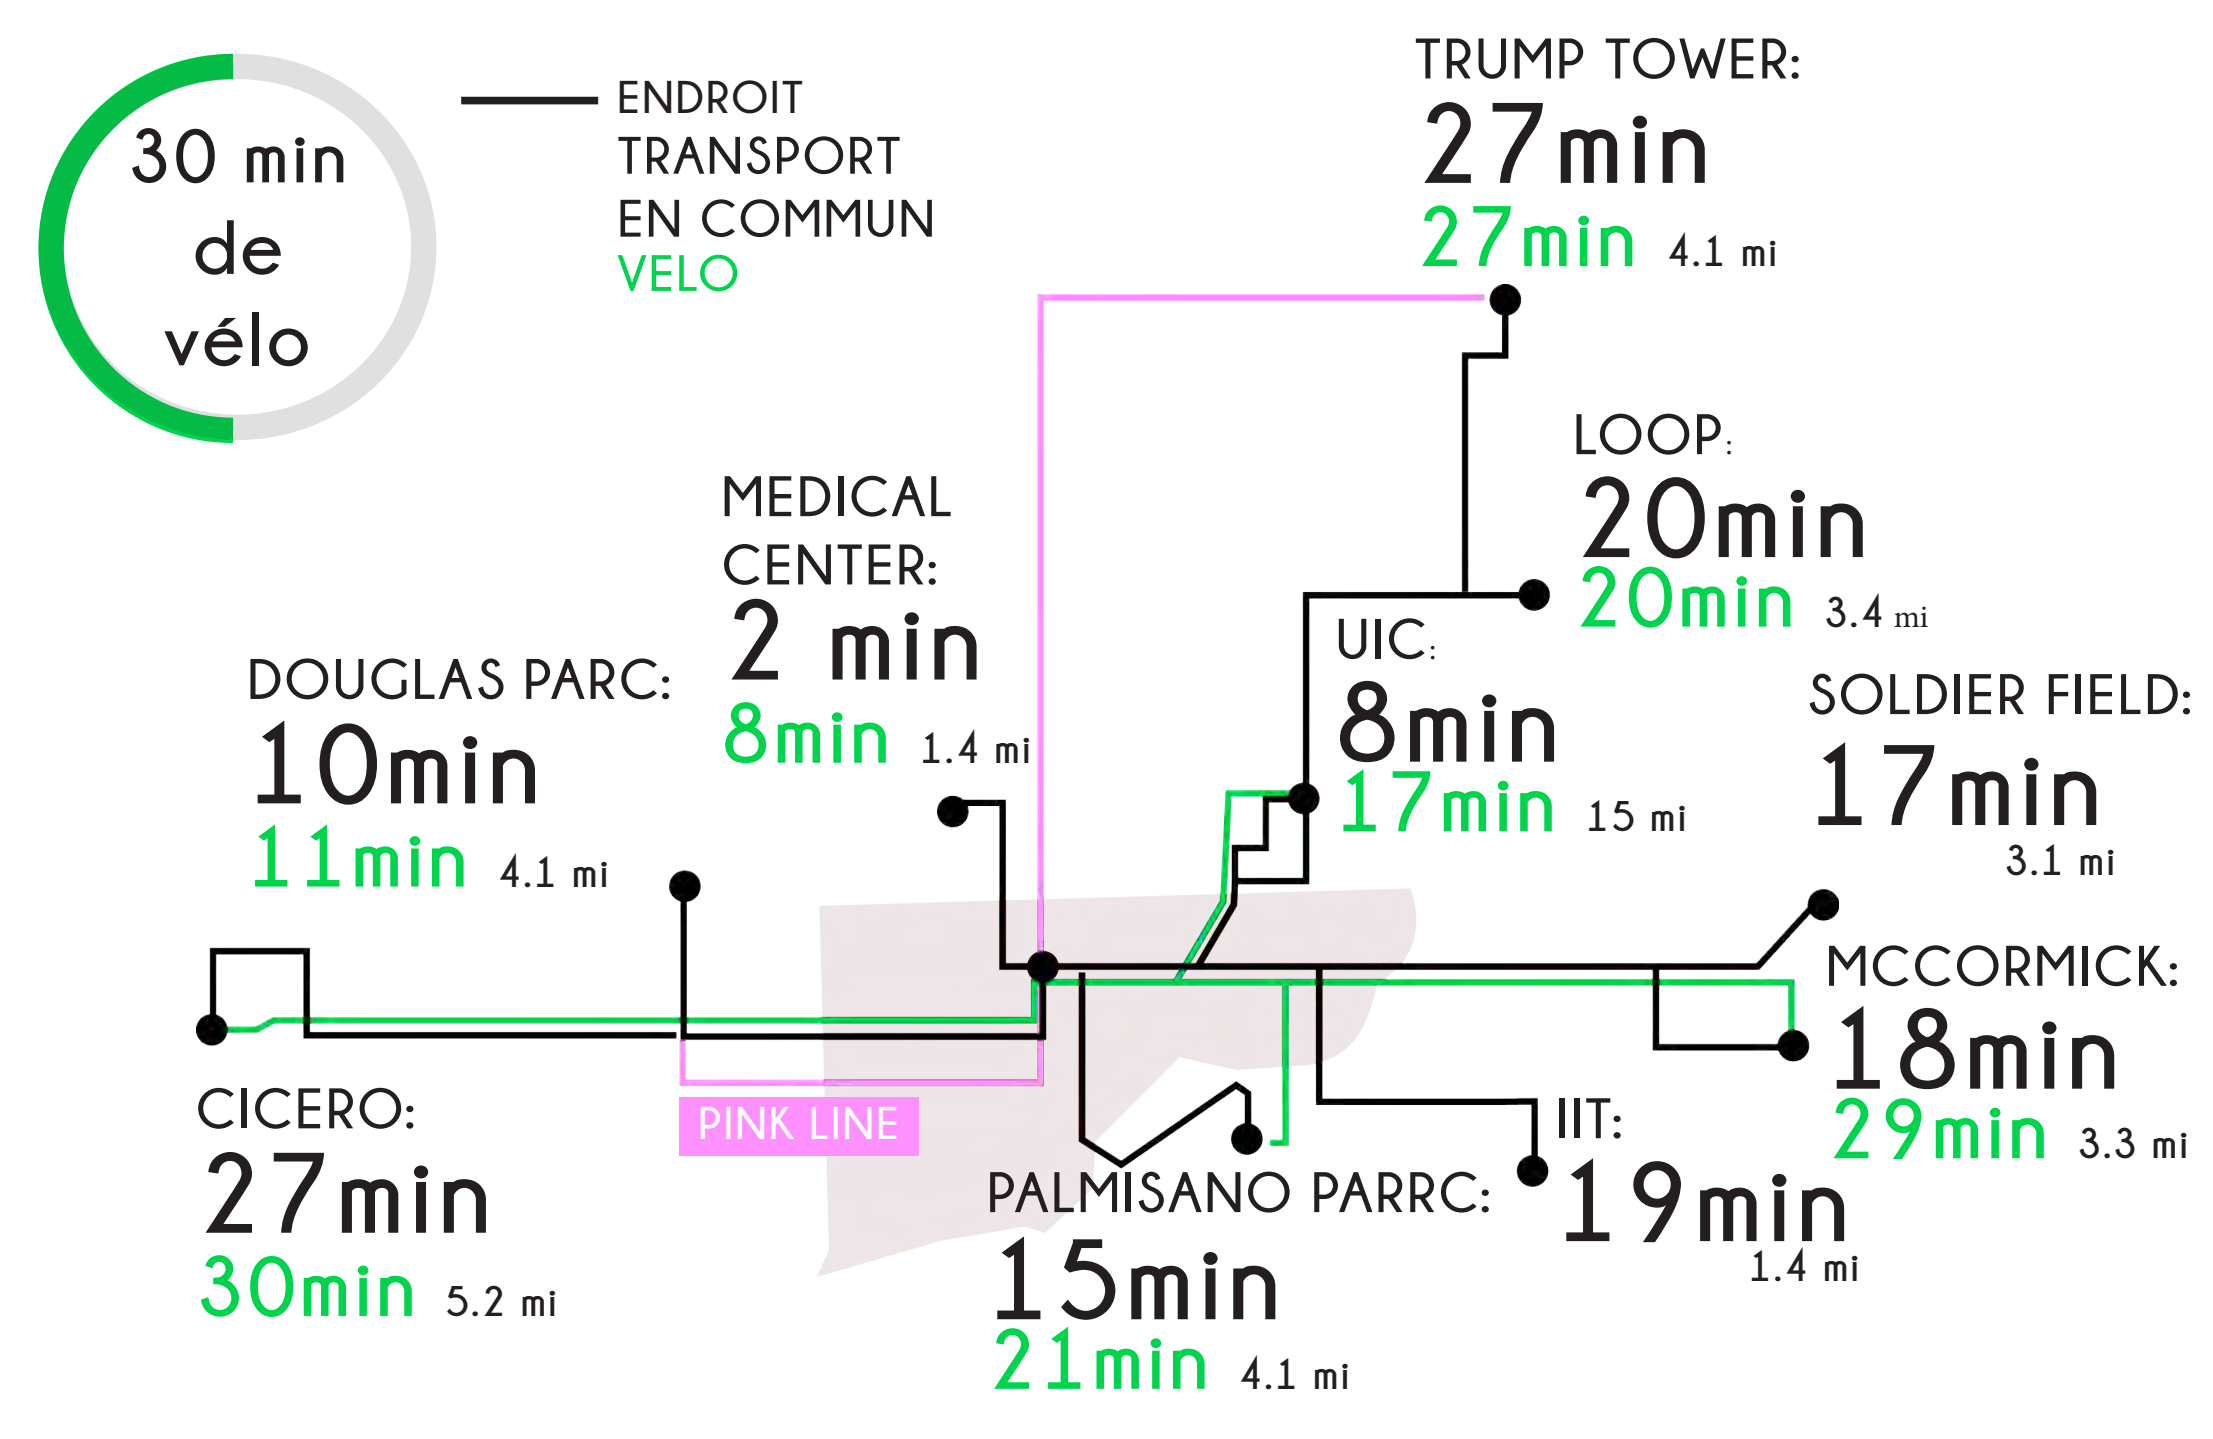 30 min
de
vélo
ENDROIT
TRANSPORT
EN COMMUN
VELO
TRUMP TOWER:
27min
27min 4.1 mi
LOOP:
20min
20min 3.4 mi
MEDICAL
CENTER:
2 min
8min 1.4 mi
UIC:
8min
17min 15 mi
DOUGLAS PARC:
10min
11min 4.1 mi
SOLDIER FIELD:
17min
3.1 mi
MCCORMICK:
18min
29min 3.3 mi
CICERO:
27min
30min 5.2 mi
PINK LINE
IIT:
19min
1.4 mi
PALMISANO PARRC:
15min
21min 4.1 mi